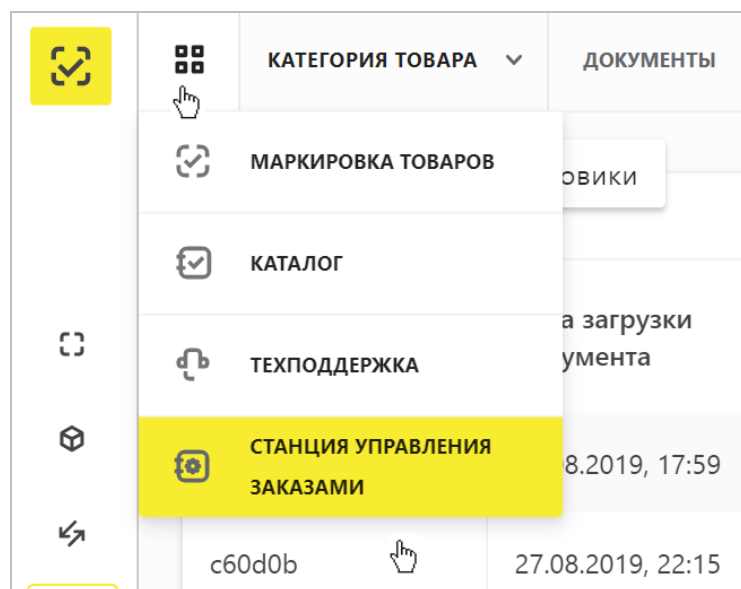 КАТЕГОРИЯ ТОВАРА
ДОКУМЕНТЫ
МАРКИРОВКА ТОВАРОВ
овики
КАТАЛОГ
а загрузки
умента
ТЕХПОДДЕРЖКА
СТАНЦИЯ УПРАВЛЕНИЯ
ЗАКАЗАМИ
08.2019, 17:59
c60d0b
27.08.2019, 22:15